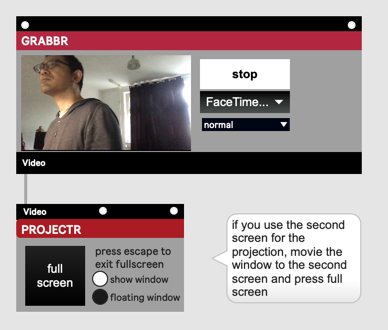 GRABBR
stop
FaceTime...
normal
Video
Video
PROJECTR
full
screen
press escape to
exit fullscreen
show window
floating window
if you use the second
screen for the
projection, movie the
window to the second
screen and press full
screen